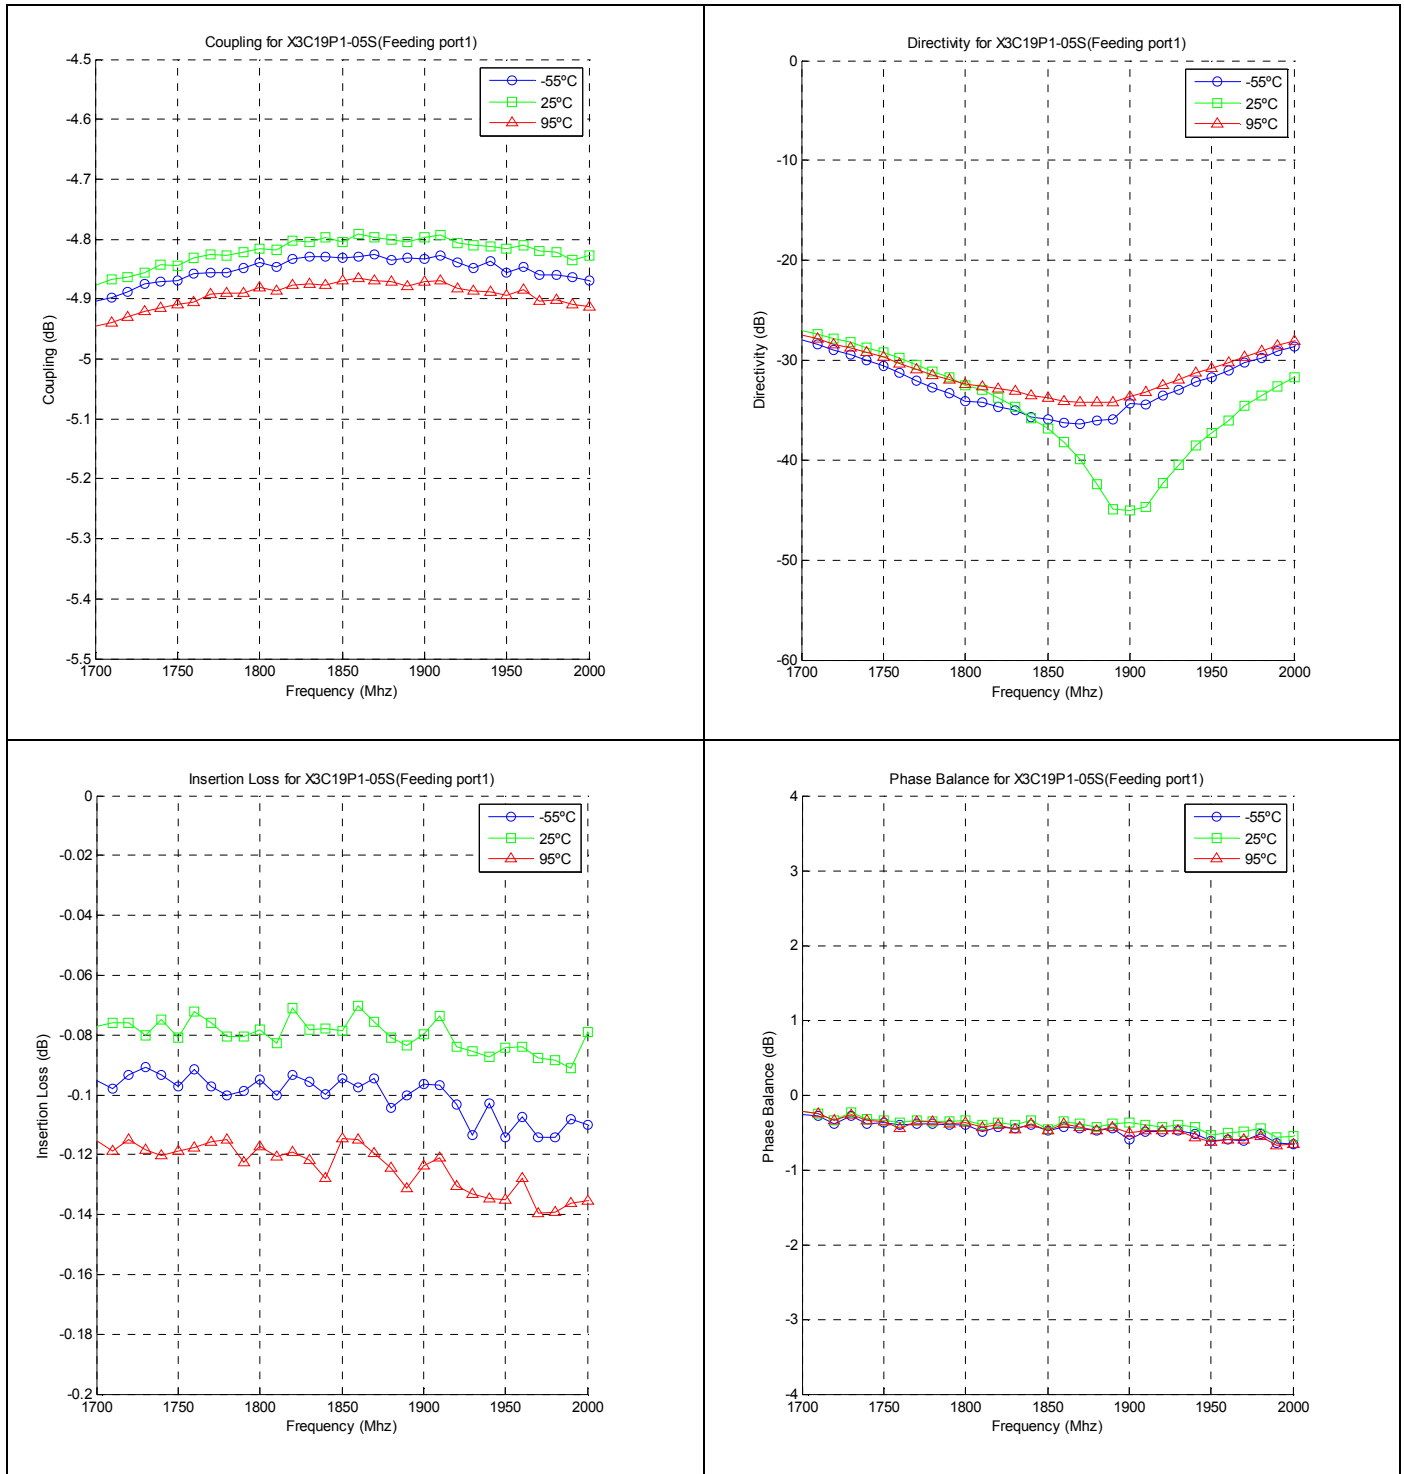 Coupling for X3C19P1-05S(Feeding port1)
-4.5
-4.6
-4.7
-4.8
-4.9
-5
-5.1
-5.2
-5.3
-5.4
-5.5
Coupling (dB)
-55ºC
25ºC
95ºC
1700 1750 1800 1850 1900 1950 2000
Frequency (Mhz)
Directivity for X3C19P1-05S(Feeding port1)
0
-10
-20
-30
-40
-50
-60
Directivity (dB)
-55ºC
25ºC
95ºC
1700 1750 1800 1850 1900 1950 2000
Frequency (Mhz)
Insertion Loss for X3C19P1-05S(Feeding port1)
0
-0.02
-0.04
-0.06
-0.08
-0.1
-0.12
-0.14
-0.16
-0.18
-0.2
Insertion Loss (dB)
-55ºC
25ºC
95ºC
1700 1750 1800 1850 1900 1950 2000
Frequency (Mhz)
Phase Balance for X3C19P1-05S(Feeding port1)
4
3
2
1
0
-1
-2
-3
-4
Phase Balance (dB)
-55ºC
25ºC
95ºC
1700 1750 1800 1850 1900 1950 2000
Frequency (Mhz)